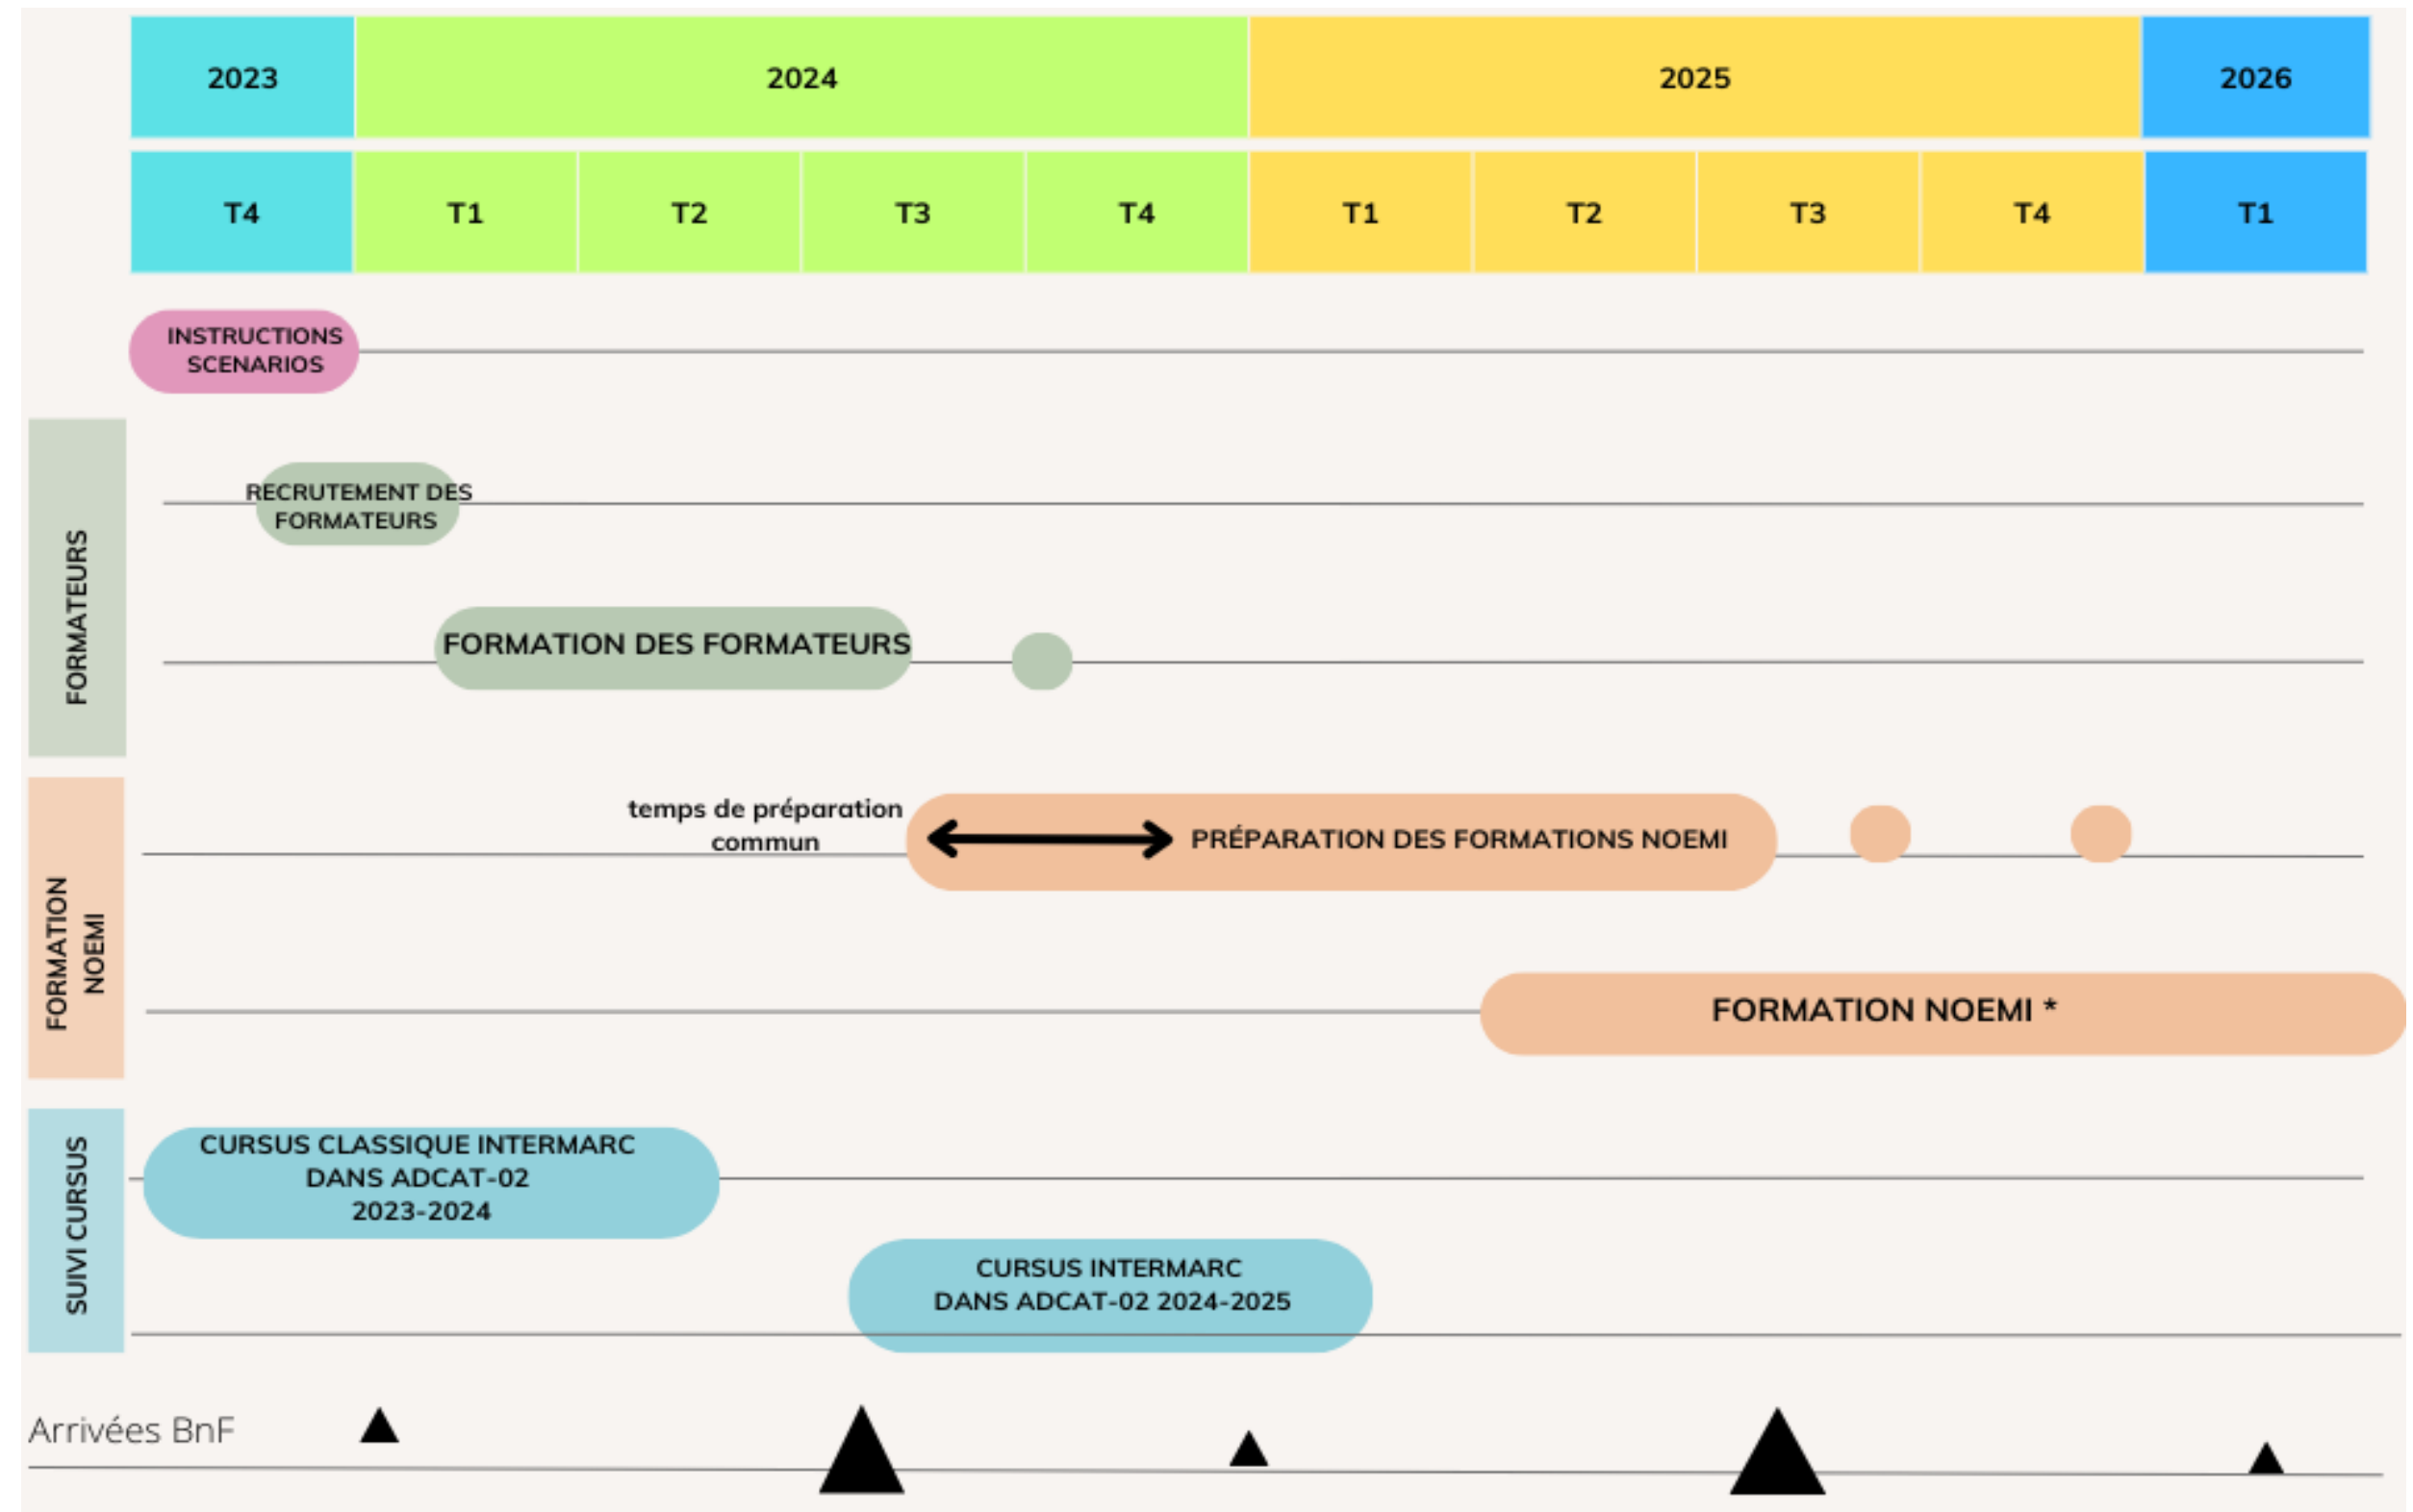 2023 2024 2025 2026
T4 T1 T2 T3 T4 T1 T2 T3 T4 T1
INSTRUCTIONS
SCENARIOS
FORMATEURS
RECRUTEMENT DES
FORMATEURS
FORMATION DES FORMATEURS
FORMATION
NOEMI
temps de préparation
commun
PRÉPARATION DES FORMATIONS NOEMI
FORMATION NOEMI *
SUIVI CURSUS
CURSUS CLASSIQUE INTERMARC
DANS ADCAT-02
2023-2024
CURSUS INTERMARC
DANS ADCAT-02 2024-2025
Arrivées BnF